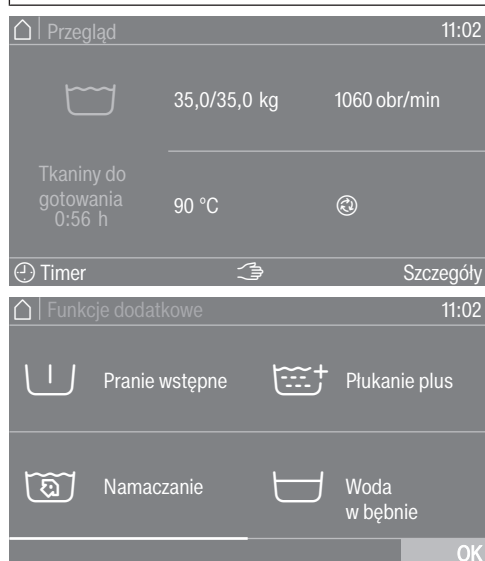 Przegląd 11:02
35,0/35,0 kg 1060 obr/min
Tkaniny do
gotowania
0:56 h
90 °C
Timer Szczegóły
Funkcje dodatkowe 11:02
Pranie wstępne Płukanie plus
Namaczanie Woda
w bębnie
OK